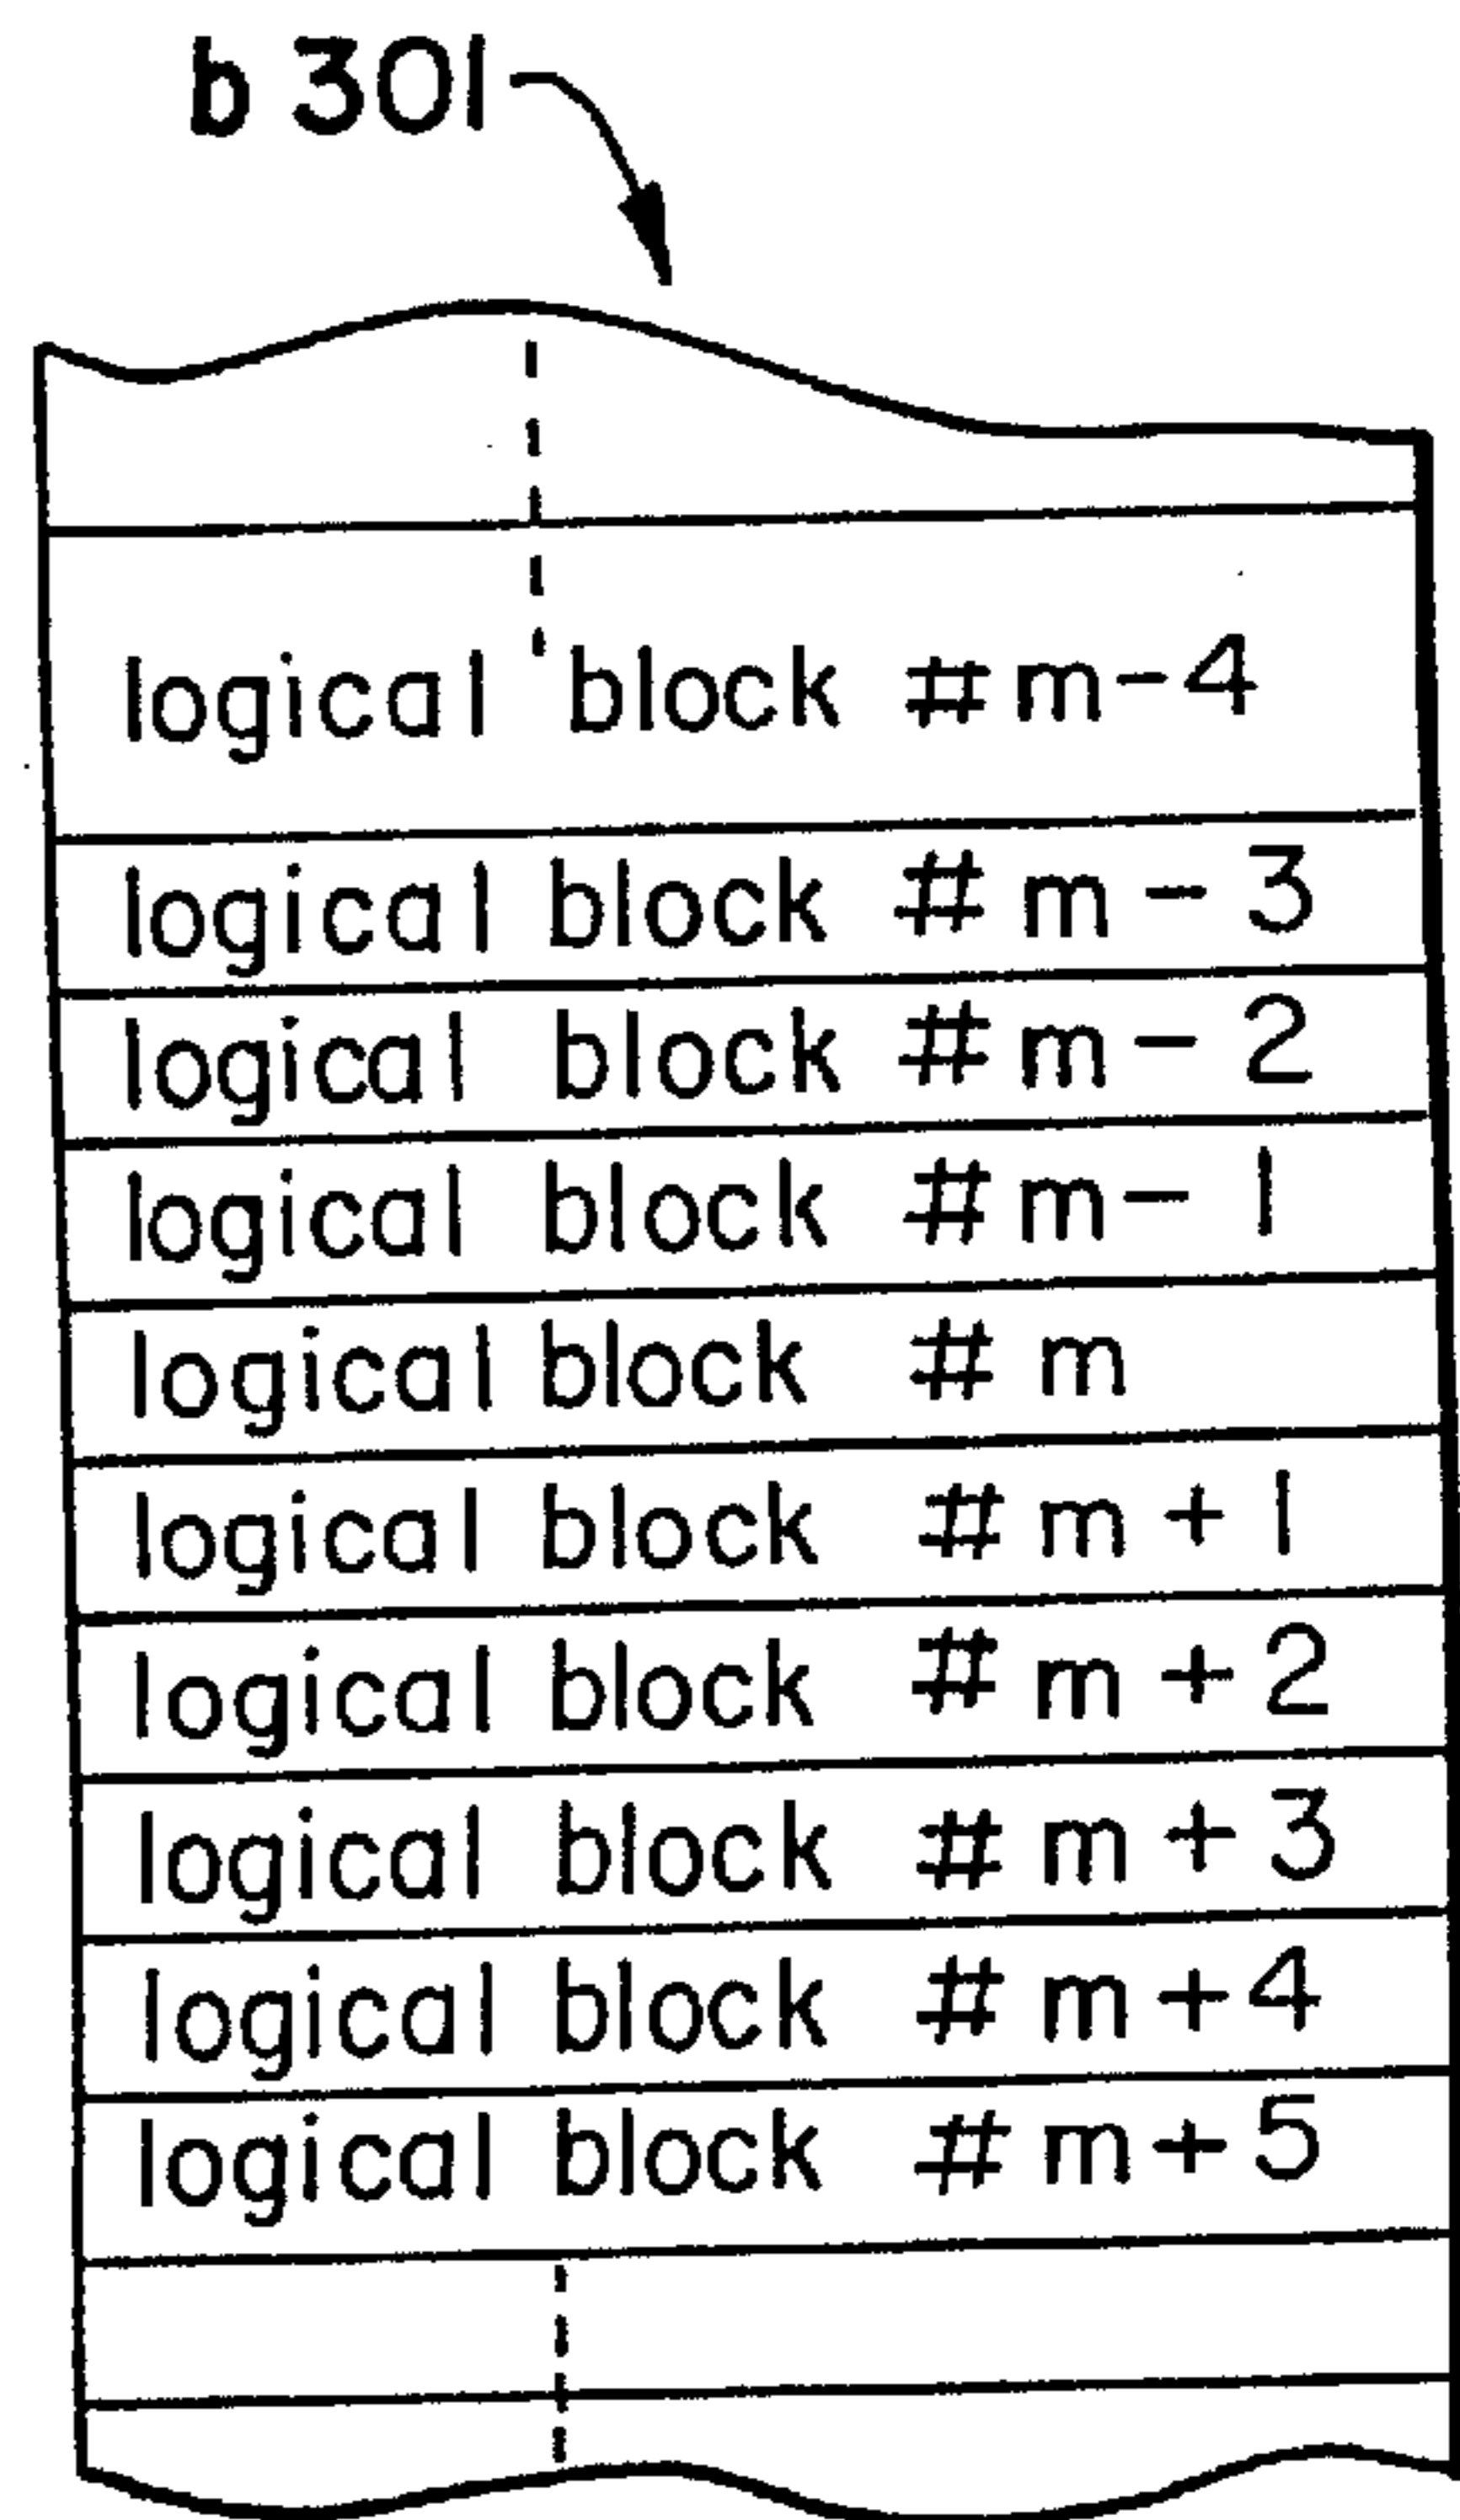 b 301
logical block # m-4
logical block # m-3
logical block # m-2
logical block # m-1
logical block # m
logical block # m+1
logical block # m+2
logical block # m+3
logical block # m+4
logical block # m+5